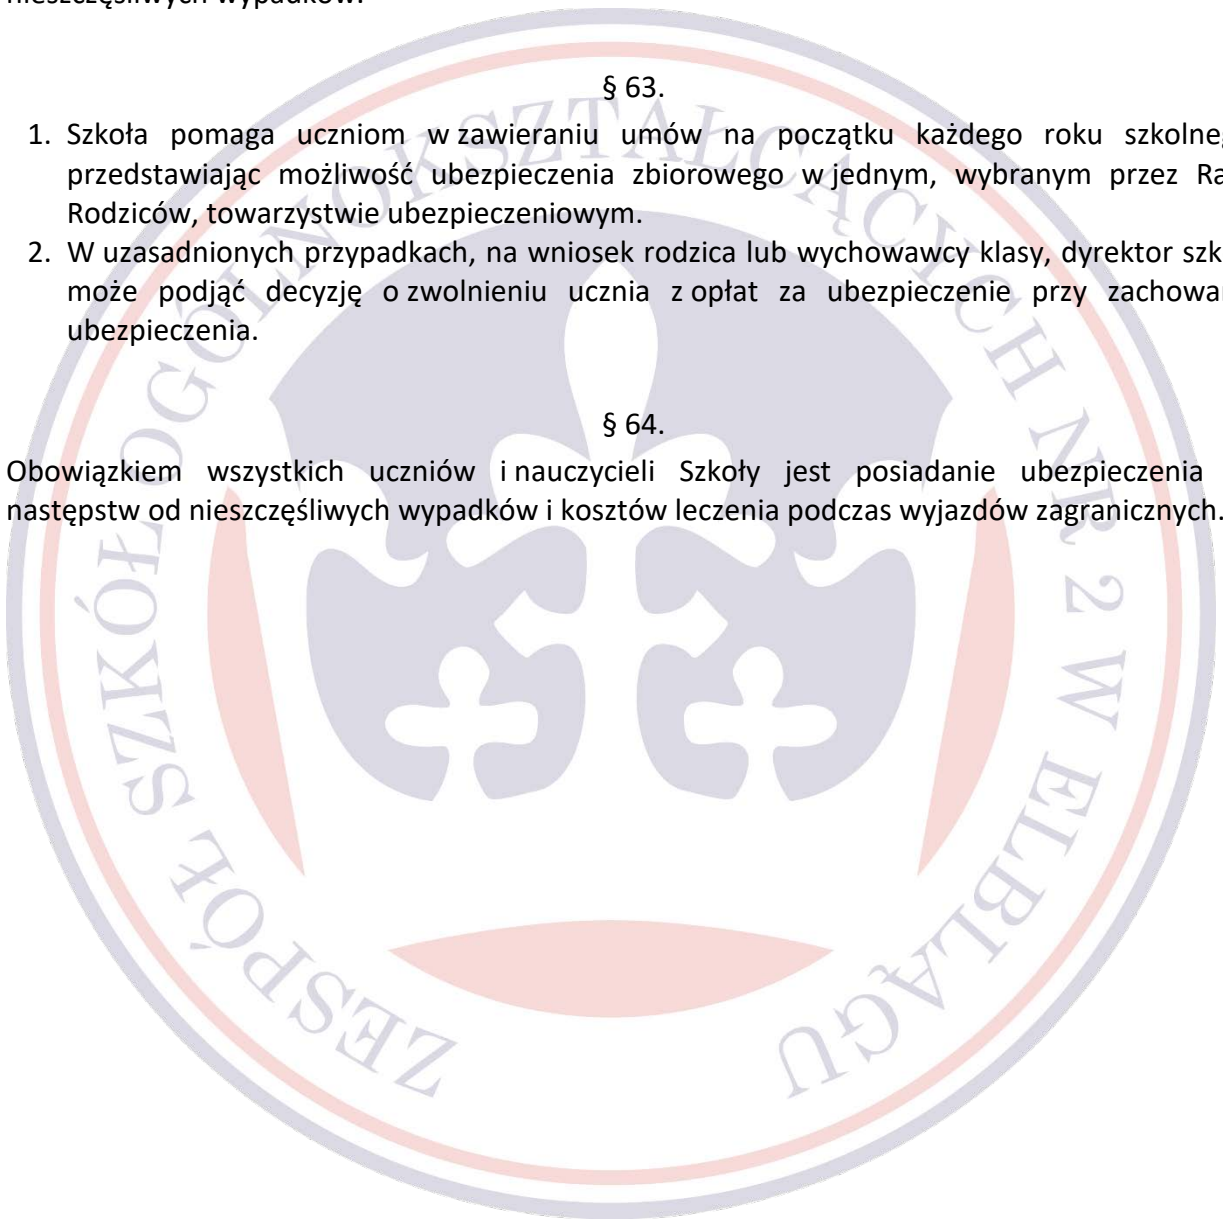 nieszczęśliwych wypadków.
§ 63.
1. Szkoła pomaga uczniom w zawieraniu umów na początku każdego roku szkolneg
przedstawiając możliwość ubezpieczenia zbiorowego w jednym, wybranym przez Ra
Rodziców, towarzystwie ubezpieczeniowym.
2. W uzasadnionych przypadkach, na wniosek rodzica lub wychowawcy klasy, dyrektor szk
może podjąć decyzję o zwolnieniu ucznia z opłat za ubezpieczenie przy zachowa
ubezpieczenia.
§ 64.
Obowiązkiem wszystkich uczniów i nauczycieli Szkoły jest posiadanie ubezpieczenia
następstw od nieszczęśliwych wypadków i kosztów leczenia podczas wyjazdów zagranicznych.
ZESPÓŁ SZKÓŁ OGÓLNOKSZTAŁCĄCYCH NR 2 W ELBLĄGU